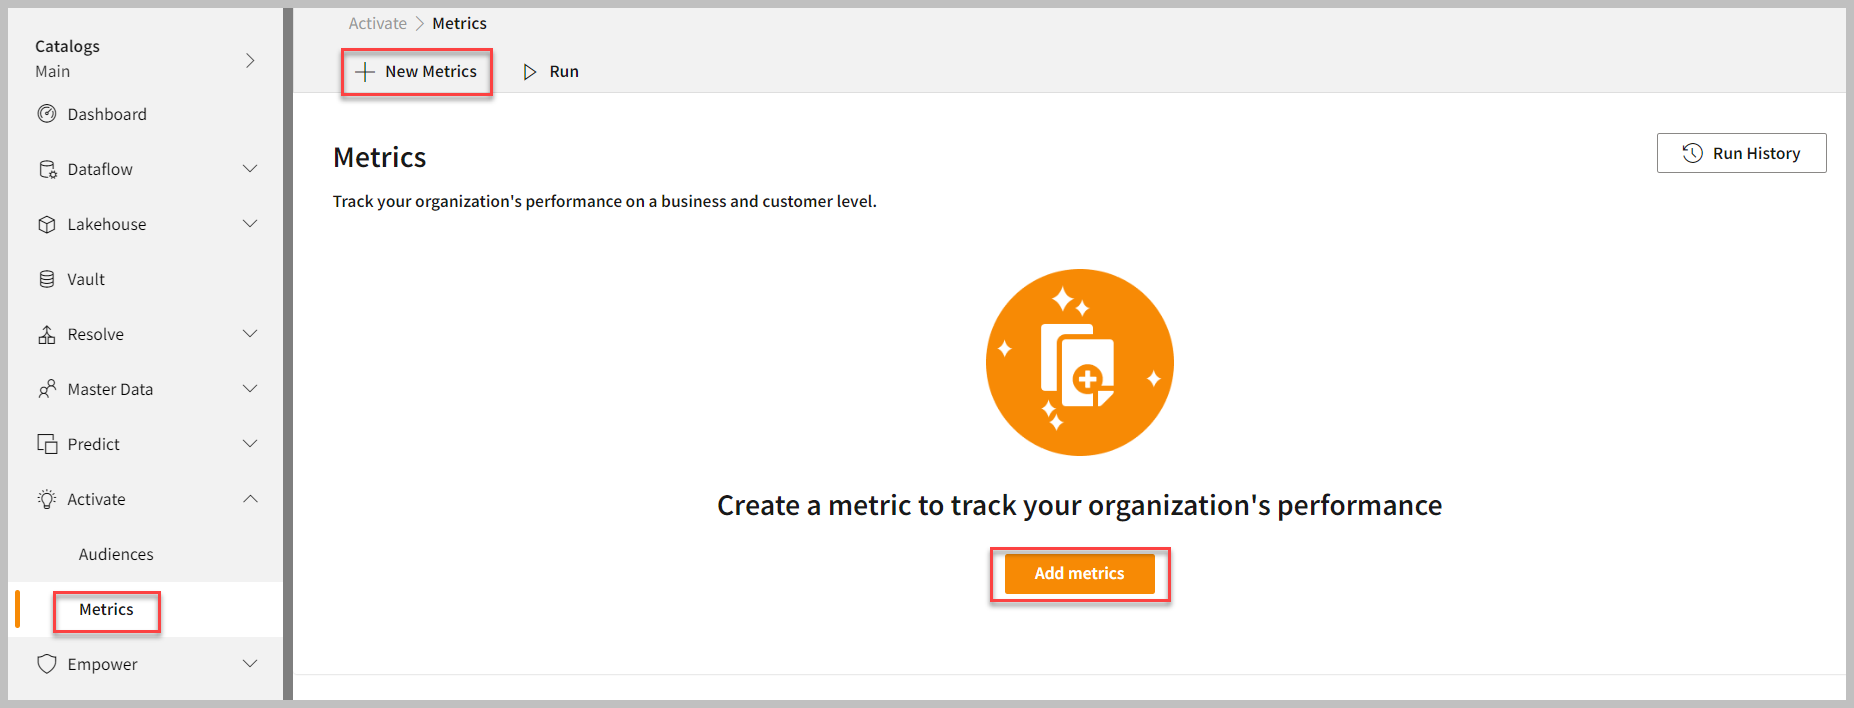 Catalogs
Main
Dashboard
Dataflow
Lakehouse
Vault
Resolve
Master Data
Predict
Activate
Audiences
Metrics
Empower
Activate > Metrics
New Metrics
Run
Metrics
Run History
Track your organization's performance on a business and customer level.
Create a metric to track your organization's performance
Add metrics